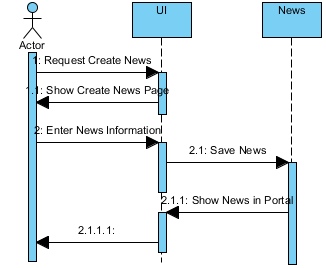 UI
News
Actor
1: Request Create News
1.1: Show Create News Page
2: Enter News Information
2.1: Save News
2.1.1: Show News in Portal
2.1.1.1: